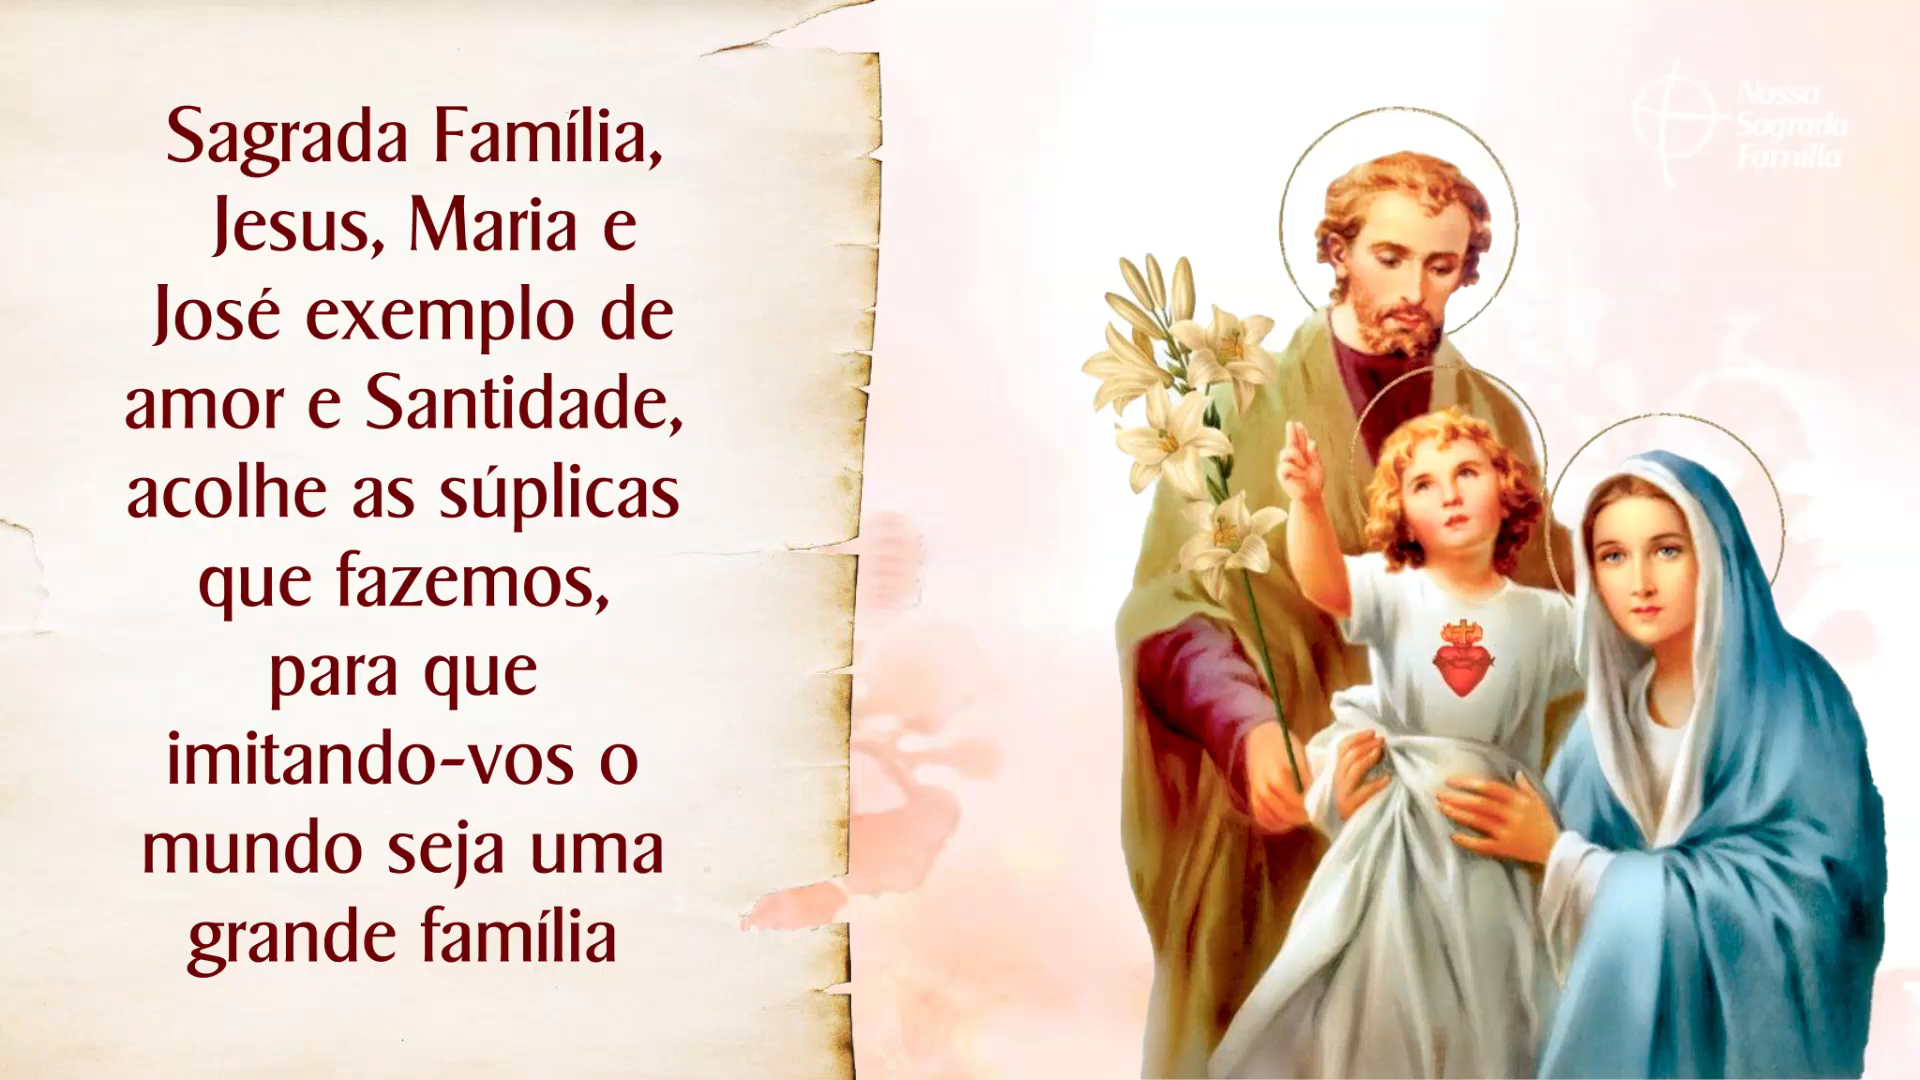 Sagrada Família,
Jesus, Maria e
José exemplo de
amor e Santidade,
acolhe as súplicas
que fazemos,
para que
imitando-vos o
mundo seja uma
grande família
Nossa
Sagrada
Família